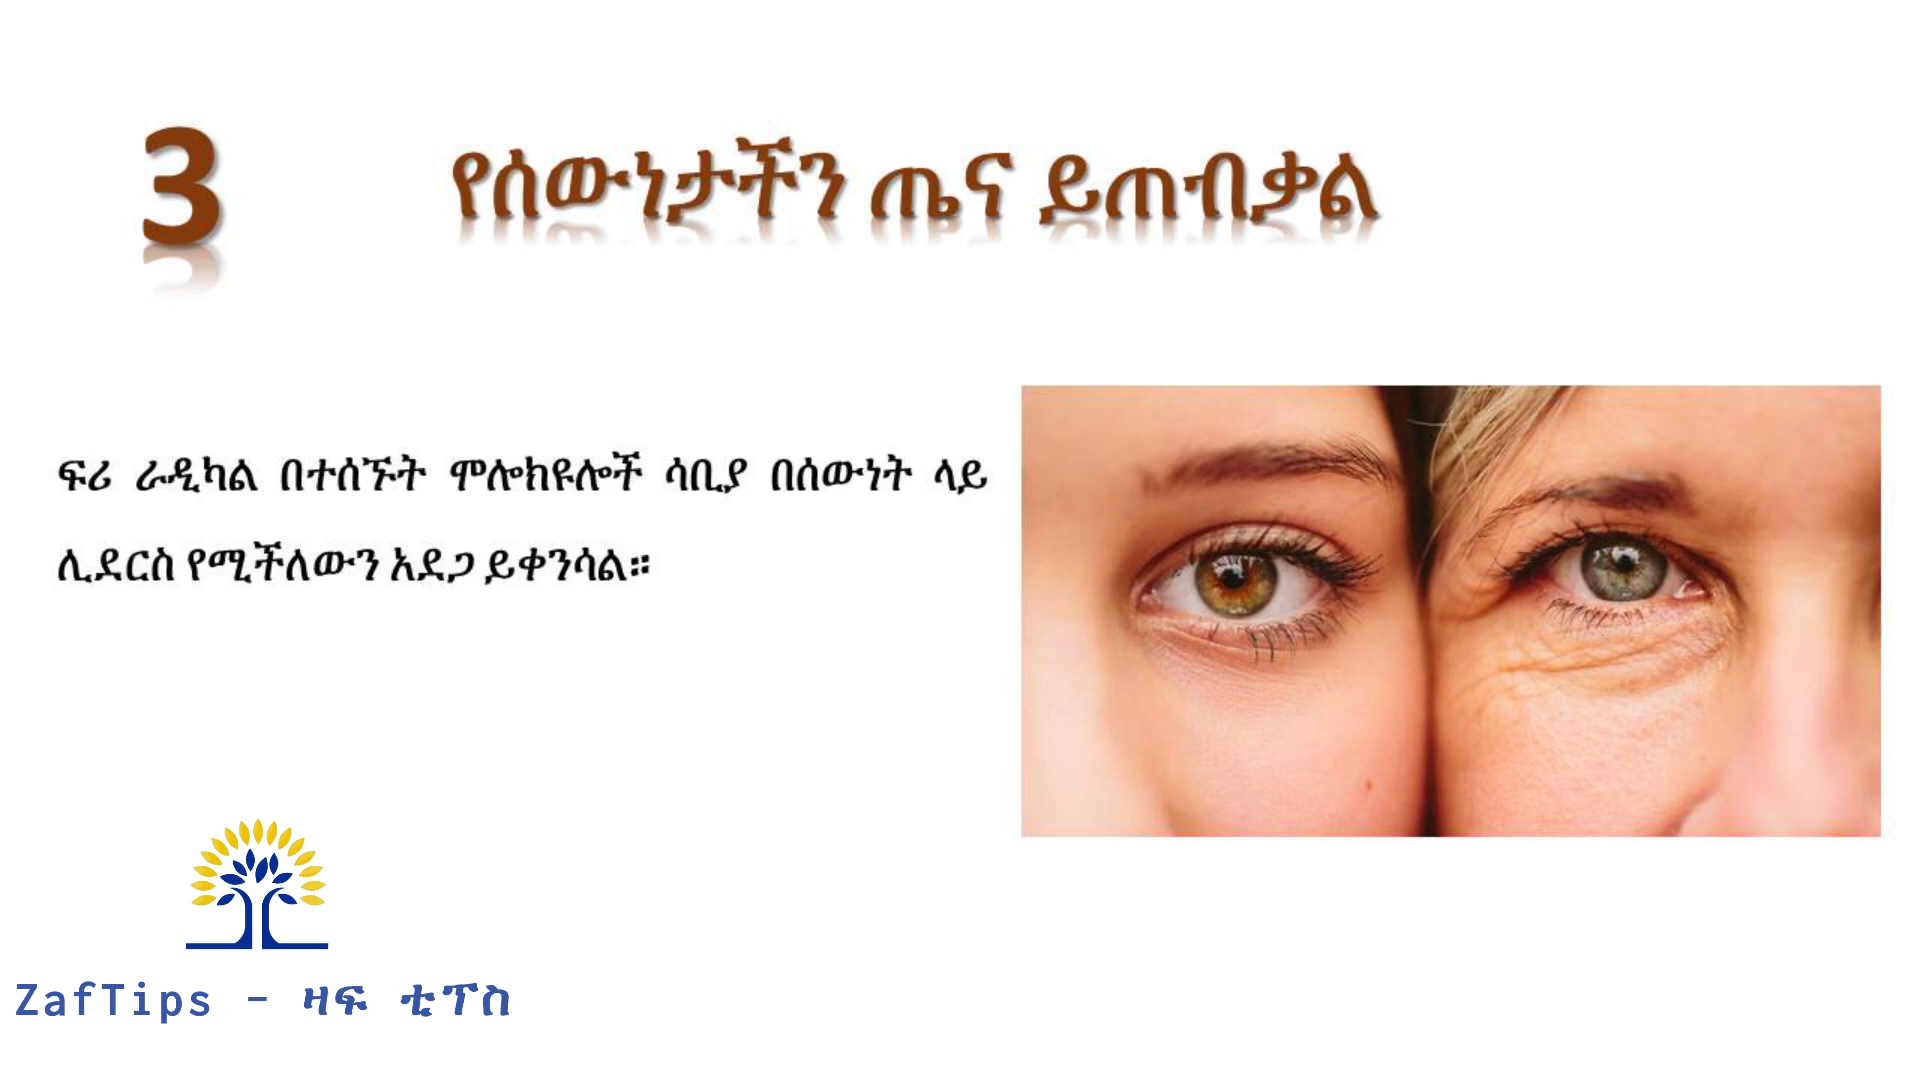 3
የሰውነታችን ጤና ይጠብቃል
ፍሪ ራዲካል በተሰኙት ሞሎክዩሎች ሳቢያ በሰውነት ላይ
ሊደርስ የሚችለውን አደጋ ይቀንሳል።
ZafTips - ዛፍ ቲፕስ